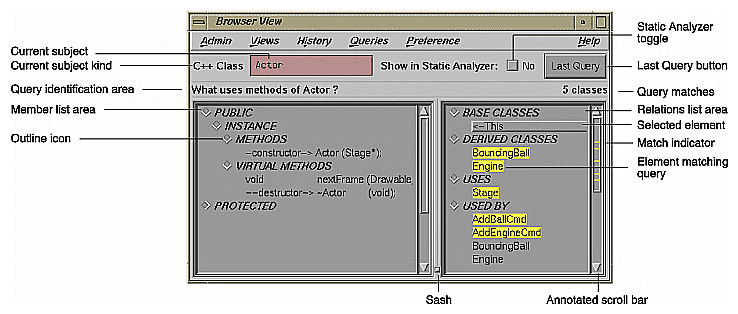 Browser View
Admin Views History Queries Preference Help
C++ Class Actor Show in Static Analyzer: No Last Query
What uses methods of Actor ? 5 classes
PUBLIC
INSTANCE
METHODS
--constructor--> Actor (Stage*);
VIRTUAL METHODS
void nextFrame (Drawable,
--destructor--> ~Actor (void);
PROTECTED
BASE CLASSES
<--This
DERIVED CLASSES
BouncingBall
Engine
USES
Stage
USED BY
AddBallCmd
AddEngineCmd
BouncingBall
Engine
Current subject
Current subject kind
Query identification area
Member list area
Outline icon
Static Analyzer
toggle
Last Query button
Query matches
Relations list area
Selected element
Match indicator
Element matching
query
Sash
Annotated scroll bar